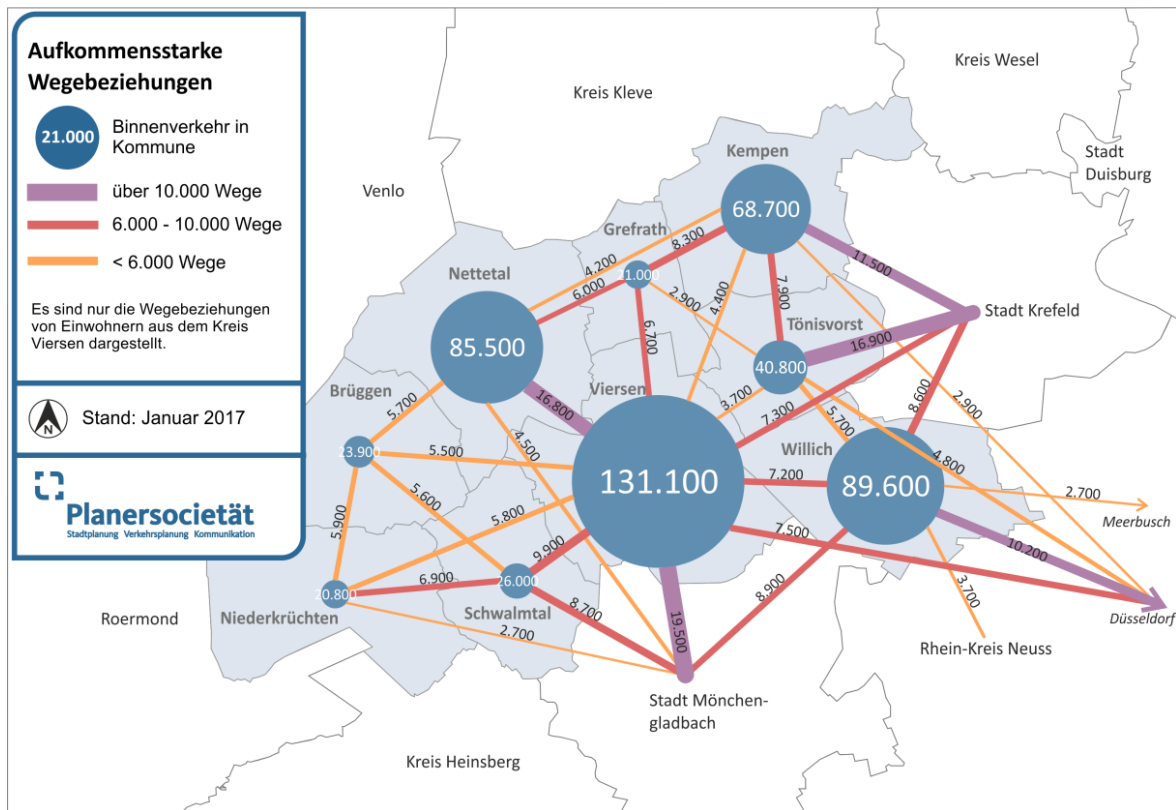 Aufkommensstarke
Wegebeziehungen
21.000
Binnenverkehr in
Kommune
über 10.000 Wege
6.000 - 10.000 Wege
< 6.000 Wege
Es sind nur die Wegebeziehungen
von Einwohnern aus dem Kreis
Viersen dargestellt.
N
Stand: Januar 2017
Planersocietät
Stadtplanung Verkehrsplanung Kommunikation
Kreis Wesel
Kreis Kleve
Stadt
Duisburg
Venlo
Kempen
68.700
Grefrath
8.300
21.000
4.200
6.000
Nettetal
85.500
2.900
4.400
7.900
11.500
Stadt Krefeld
Tönisvorst
16.900
40.800
6.700
Brüggen
5.700
16.800
Viersen
3.700
7.300
5.700
8.600
2.900
23.900
5.500
4.500
Willich
4.800
131.100
7.200
89.600
2.700
Meerbusch
5.600
5.900
5.800
7.500
10.200
9.900
6.900
26.000
20.800
8.700
8.900
3.700
Düsseldorf
Niederkrüchten
Schwalmtal
2.700
19.500
Roermond
Rhein-Kreis Neuss
Stadt Mönchen-
gladbach
Kreis Heinsberg